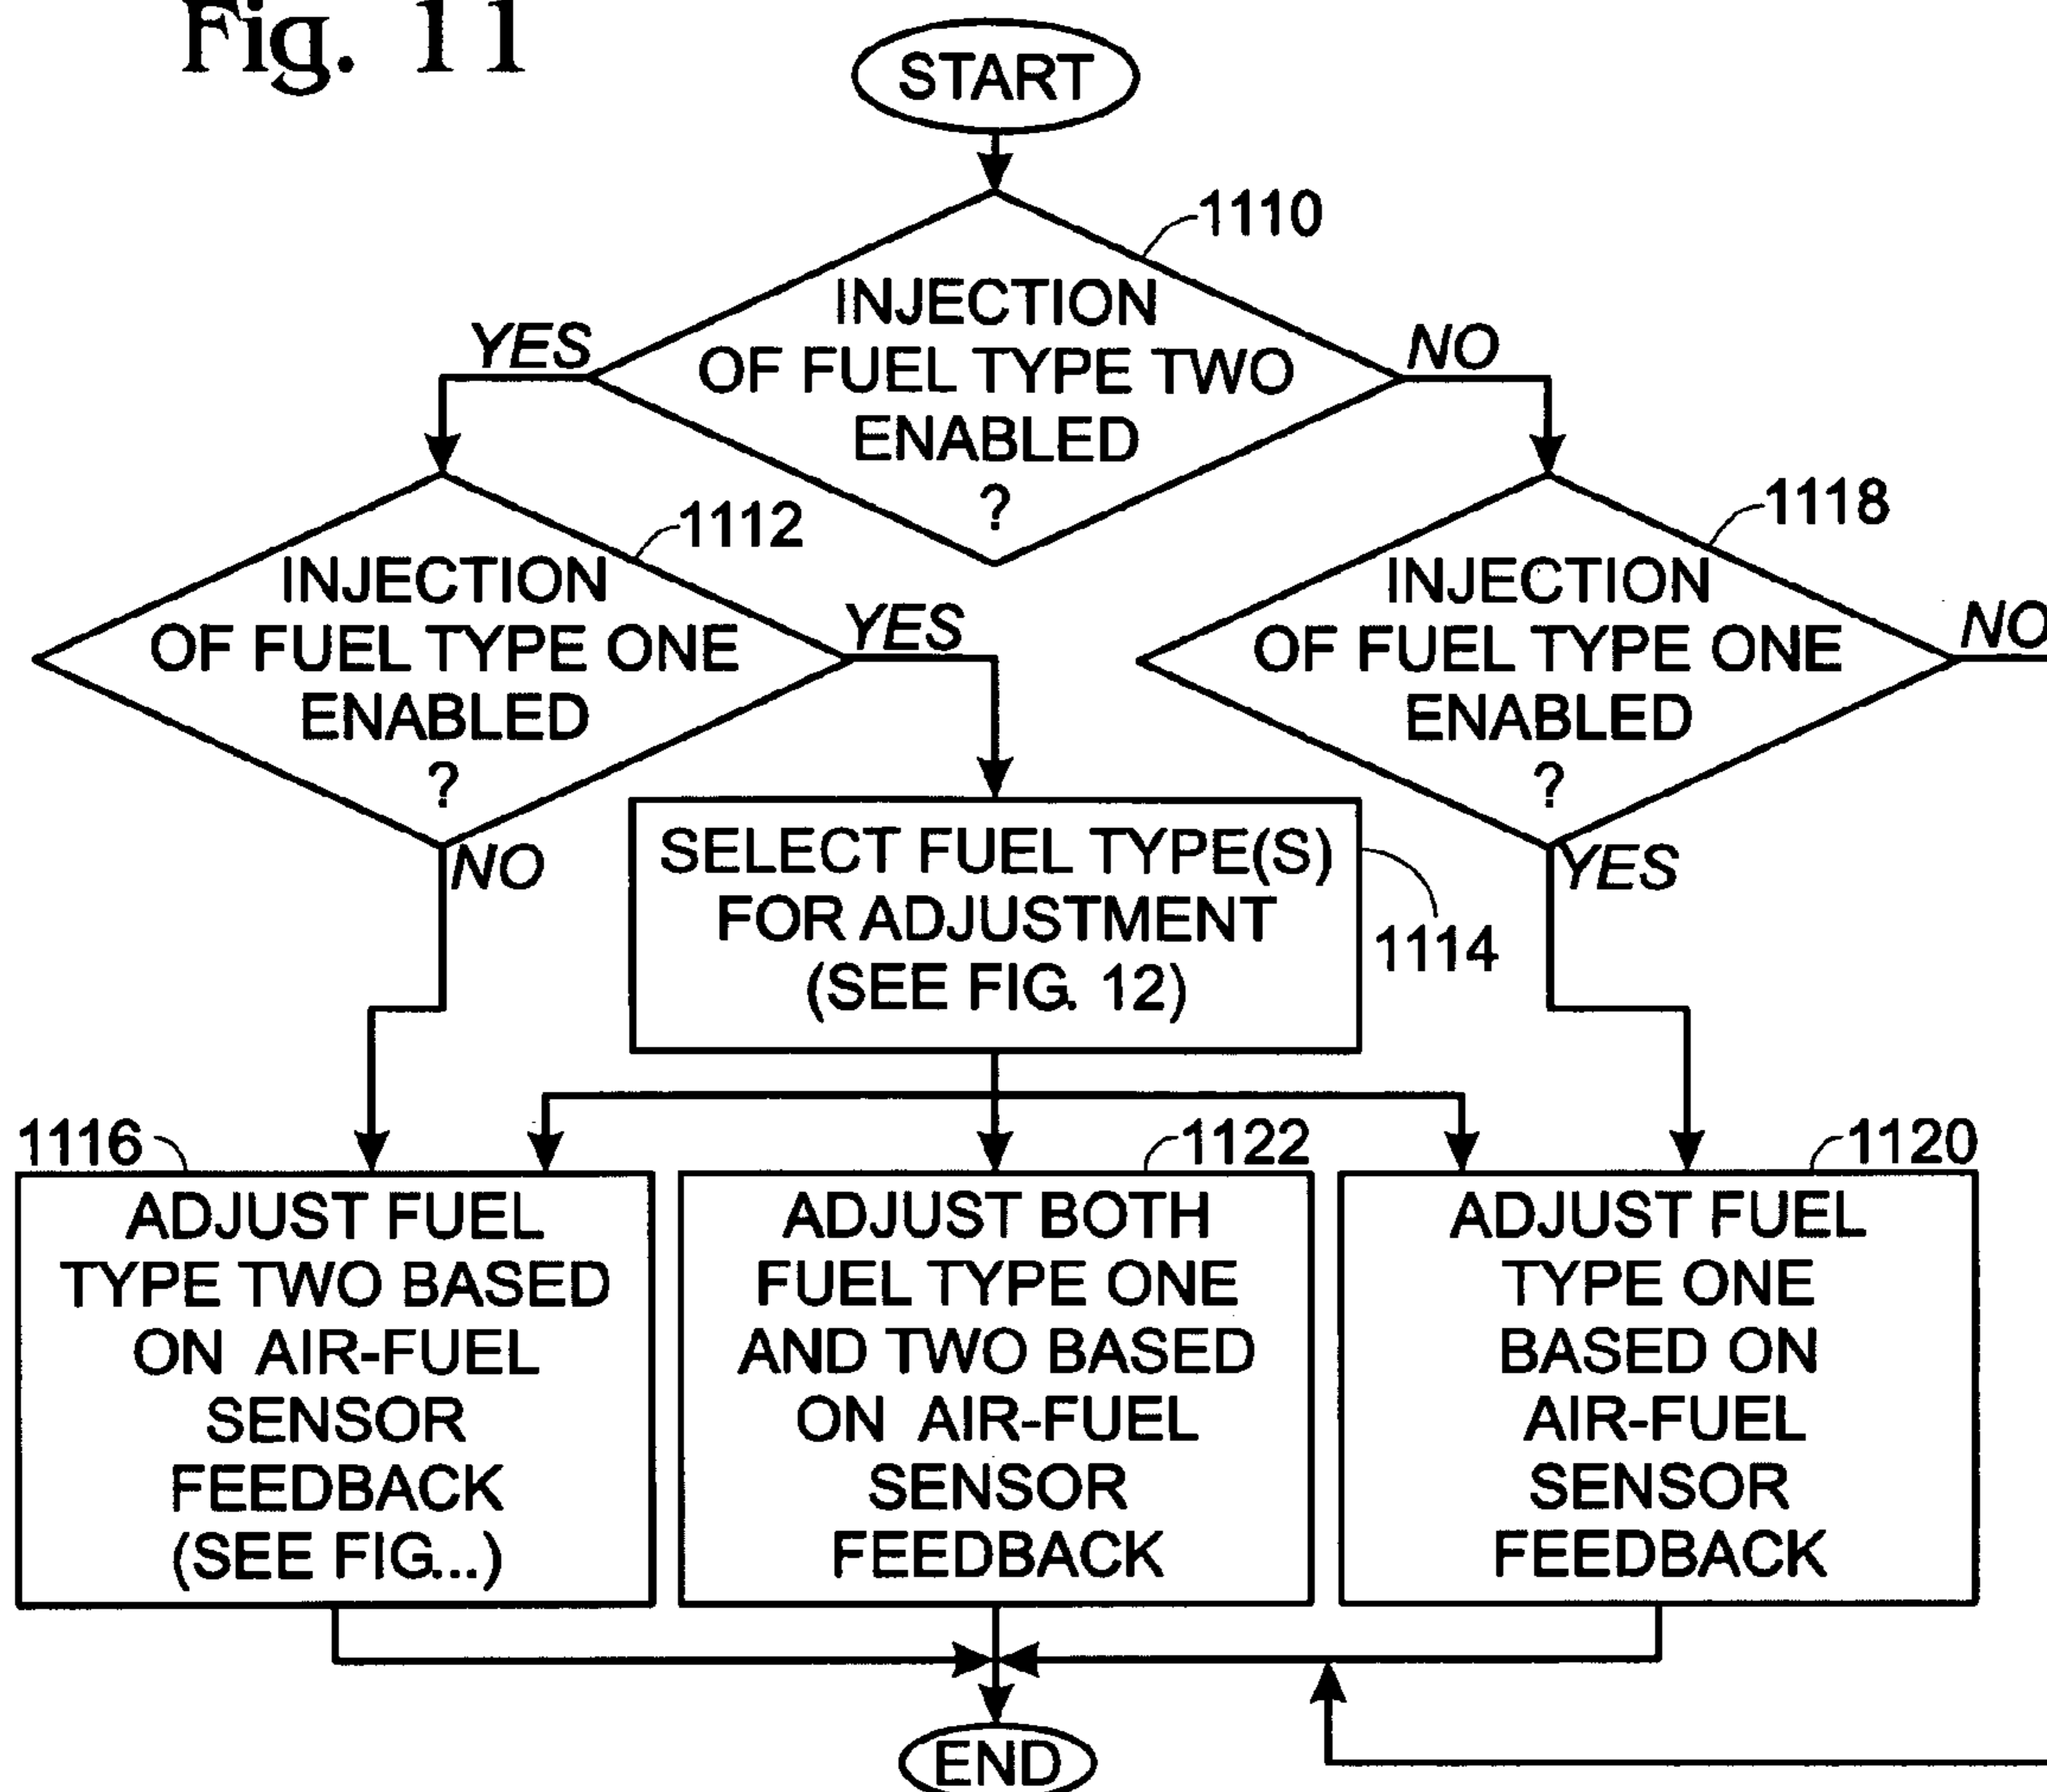 Fig. 11
START
1110
INJECTION
OF FUEL TYPE TWO
ENABLED
?
YES
NO
1112
INJECTION
OF FUEL TYPE ONE
ENABLED
?
YES
NO
1118
INJECTION
OF FUEL TYPE ONE
ENABLED
?
NO
YES
SELECT FUEL TYPE(S)
FOR ADJUSTMENT
(SEE FIG. 12)
1114
1116
ADJUST FUEL
TYPE TWO BASED
ON AIR-FUEL
SENSOR
FEEDBACK
(SEE FIG...)
1122
ADJUST BOTH
FUEL TYPE ONE
AND TWO BASED
ON AIR-FUEL
SENSOR
FEEDBACK
1120
ADJUST FUEL
TYPE ONE
BASED ON
AIR-FUEL
SENSOR
FEEDBACK
END